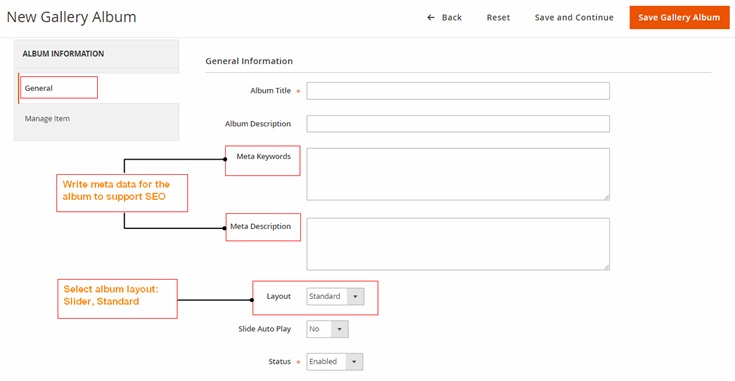 New Gallery Album
Back Reset Save and Continue Save Gallery Album
ALBUM INFORMATION
General
Manage Item
General Information
Album Title *
Album Description
Meta Keywords
Write meta data for the
album to support SEO
Meta Description
Select album layout:
Slider, Standard
Layout Standard
Slide Auto Play No
Status * Enabled